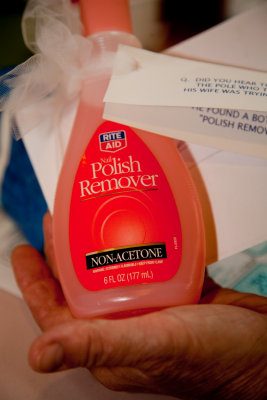 Q. DID YOU HEAR T
THE POLE WHO T
HIS WIFE WAS TRYIN
HE FOUND A BO
"POLISH REMOV
RITE
AID
Nail
Polish
Remover
NON-ACETONE
6 FL OZ (177 mL)